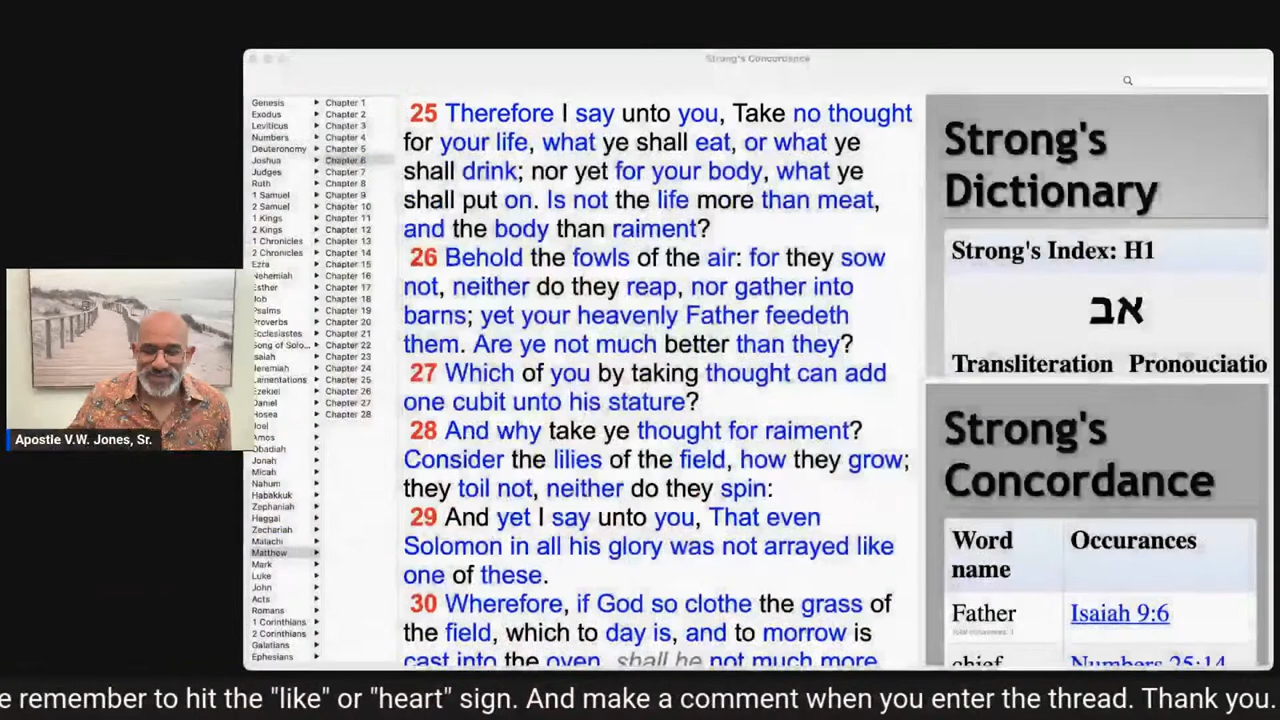 Strong's Concordance
Genesis
Exodus
Leviticus
Numbers
Deuteronomy
Joshua
Judges
Ruth
1 Samuel
2 Samuel
1 Kings
2 Kings
1 Chronicles
2 Chronicles
Ezra
Nehemiah
Esther
Job
Psalms
Proverbs
Ecclesiastes
Song of Solo...
Isaiah
Jeremiah
Lamentations
Ezekiel
Daniel
Hosea
Joel
Amos
Obadiah
Jonah
Micah
Nahum
Habakkuk
Zephaniah
Haggai
Zechariah
Malachi
Matthew
Mark
Luke
John
Acts
Romans
1 Corinthians
2 Corinthians
Galatians
Ephesians
Chapter 1
Chapter 2
Chapter 3
Chapter 4
Chapter 5
Chapter 6
Chapter 7
Chapter 8
Chapter 9
Chapter 10
Chapter 11
Chapter 12
Chapter 13
Chapter 14
Chapter 15
Chapter 16
Chapter 17
Chapter 18
Chapter 19
Chapter 20
Chapter 21
Chapter 22
Chapter 23
Chapter 24
Chapter 25
Chapter 26
Chapter 27
Chapter 28
25 Therefore I say unto you, Take no thought
for your life, what ye shall eat, or what ye
shall drink; nor yet for your body, what ye
shall put on. Is not the life more than meat,
and the body than raiment?
26 Behold the fowls of the air: for they sow
not, neither do they reap, nor gather into
barns; yet your heavenly Father feedeth
them. Are ye not much better than they?
27 Which of you by taking thought can add
one cubit unto his stature?
28 And why take ye thought for raiment?
Consider the lilies of the field, how they grow;
they toil not, neither do they spin:
29 And yet I say unto you, That even
Solomon in all his glory was not arrayed like
one of these.
30 Wherefore, if God so clothe the grass of
the field, which to day is, and to morrow is
cast into the oven, shall he not much more
Strong's
Dictionary
Strong's Index: H1
אב
Transliteration Pronouciatio
Strong's
Concordance
Word
name
Occurances
Father
Isaiah 9:6
chief
Numbers 25:14
Apostle V.W. Jones, Sr.
e remember to hit the "like" or "heart" sign. And make a comment when you enter the thread. Thank you.